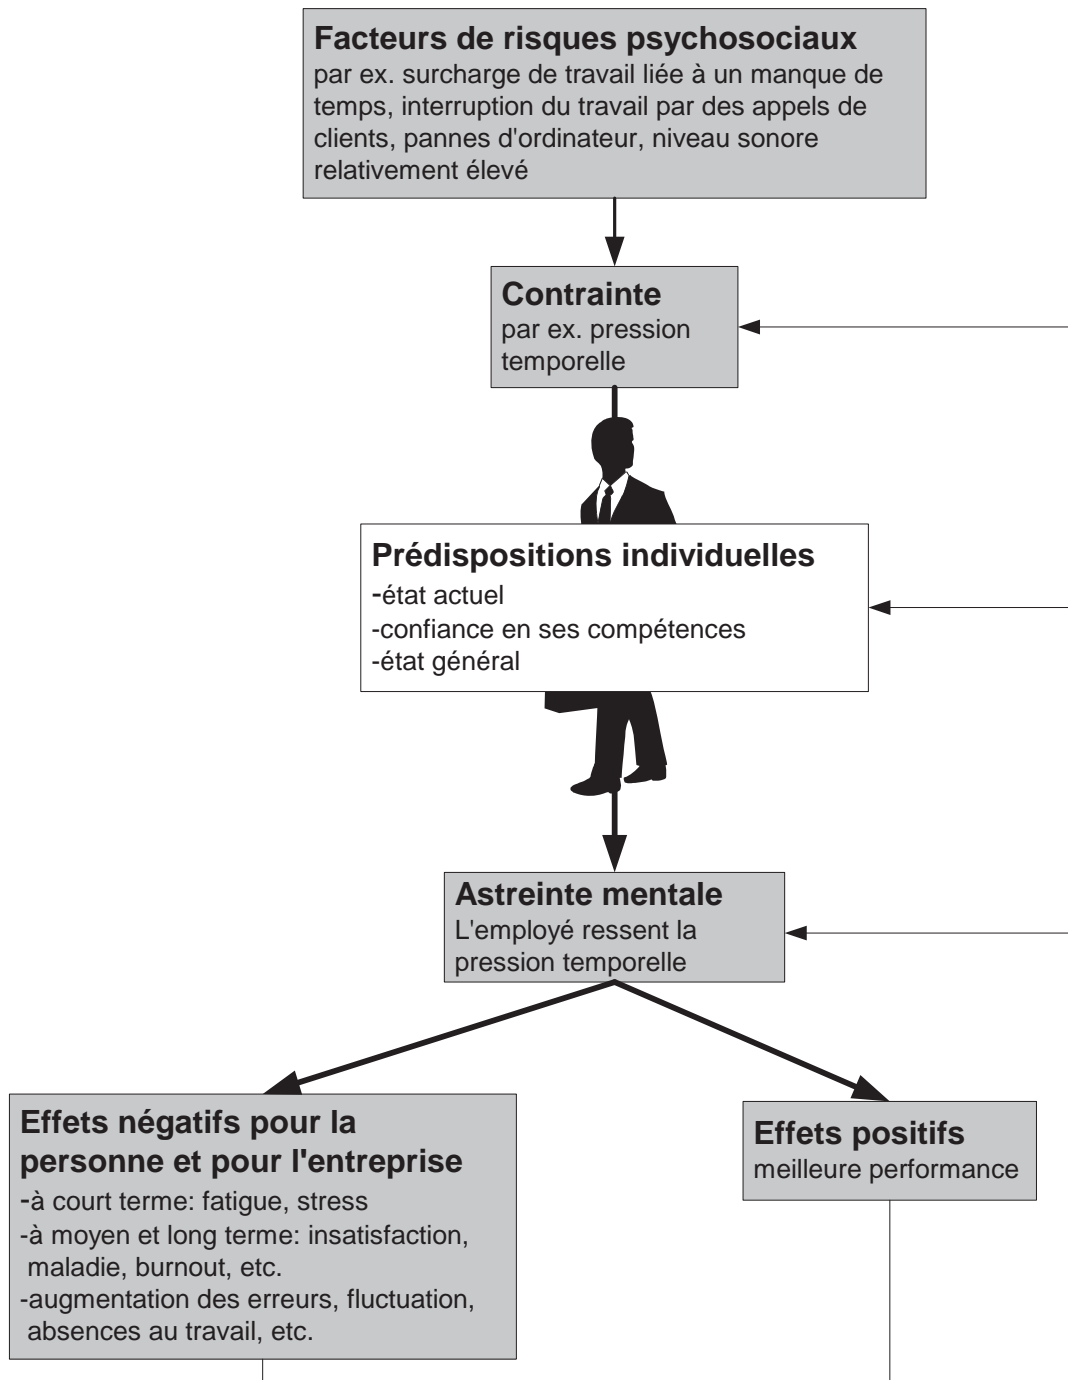 Facteurs de risques psychosociaux
par ex. surcharge de travail liée à un manque de
temps, interruption du travail par des appels de
clients, pannes d'ordinateur, niveau sonore
relativement élevé
Contrainte
par ex. pression
temporelle
Prédispositions individuelles
-état actuel
-confiance en ses compétences
-état général
Astreinte mentale
L'employé ressent la
pression temporelle
Effets négatifs pour la
personne et pour l'entreprise
-à court terme: fatigue, stress
-à moyen et long terme: insatisfaction,
maladie, burnout, etc.
-augmentation des erreurs, fluctuation,
absences au travail, etc.
Effets positifs
meilleure performance